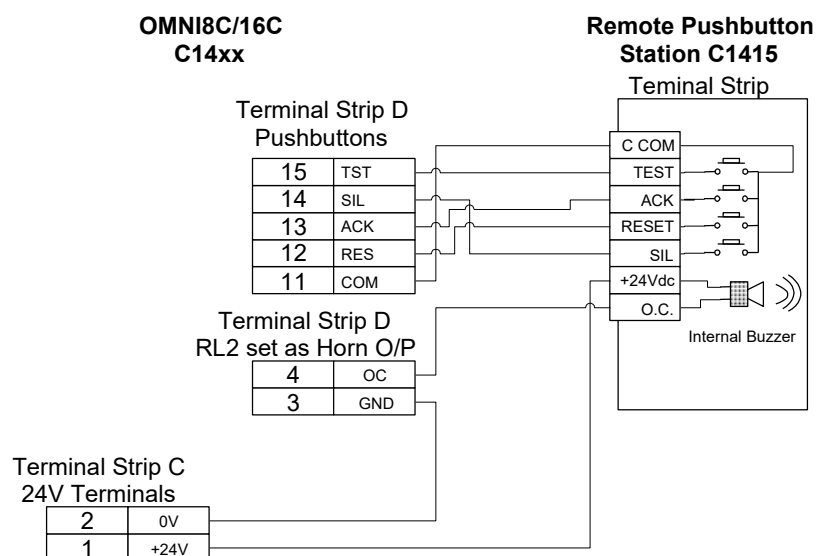 OMNI8C/16C
C14xx
Remote Pushbutton
Station C1415
Teminal Strip
Terminal Strip D
Pushbuttons
15 TST
14 SIL
13 ACK
12 RES
11 COM
C COM
TEST
ACK
RESET
SIL
+24Vdc
O.C.
Internal Buzzer
Terminal Strip D
RL2 set as Horn O/P
4 OC
3 GND
Terminal Strip C
24V Terminals
2 0V
1 +24V